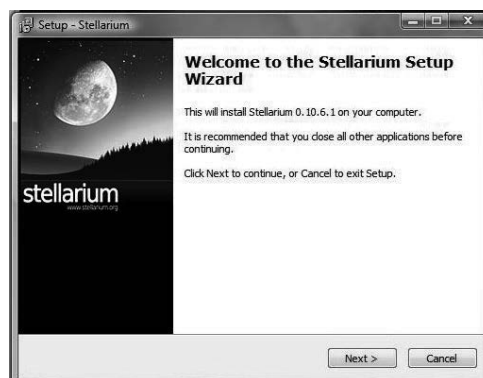 Setup - Stellarium
Welcome to the Stellarium Setup
Wizard
This will install Stellarium 0.10.6.1 on your computer.
It is recommended that you close all other applications before
continuing.
Click Next to continue, or Cancel to exit Setup.
stellarium
www.stellarium.org
Next >
Cancel